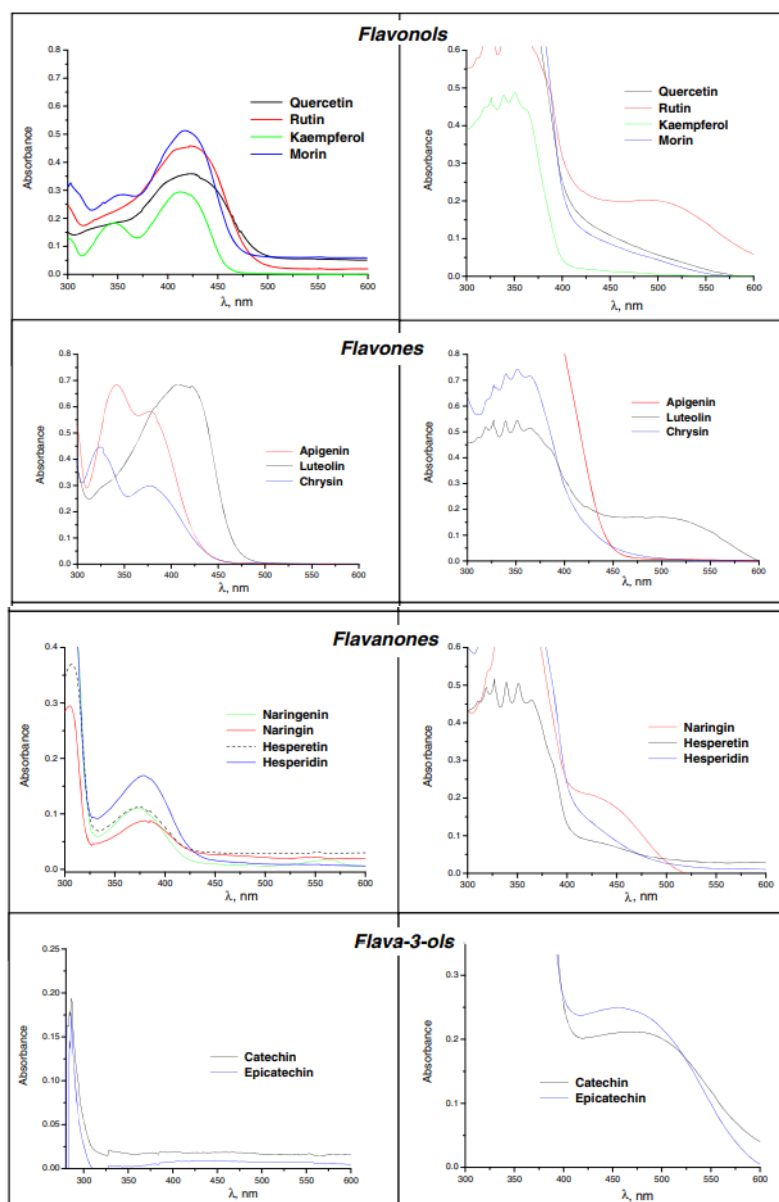 Flavonols
Absorbance
0.8
0.7
0.6
0.5
0.4
0.3
0.2
0.1
0.0
Quercetin
Rutin
Kaempferol
Morin
300 350 400 450 500 550 600
λ, nm
Absorbance
0.6
0.5
0.4
0.3
0.2
0.1
0.0
Quercetin
Rutin
Kaempferol
Morin
300 350 400 450 500 550 600
λ, nm
Flavones
Absorbance
0.8
0.7
0.6
0.5
0.4
0.3
0.2
0.1
0.0
Apigenin
Luteolin
Chrysin
300 350 400 450 500 550 600
λ, nm
Absorbance
0.8
0.7
0.6
0.5
0.4
0.3
0.2
0.1
0.0
Apigenin
Luteolin
Chrysin
300 350 400 450 500 550 600
λ, nm
Flavanones
Absorbance
0.4
0.3
0.2
0.1
0.0
Naringenin
Naringin
Hesperetin
Hesperidin
300 350 400 450 500 550 600
λ, nm
Absorbance
0.6
0.5
0.4
0.3
0.2
0.1
0.0
Naringin
Hesperetin
Hesperidin
300 350 400 450 500 550 600
λ, nm
Flava-3-ols
Absorbance
0.25
0.20
0.15
0.10
0.05
0.00
Catechin
Epicatechin
300 350 400 450 500 550 600
λ, nm
Absorbance
0.3
0.2
0.1
0.0
Catechin
Epicatechin
300 350 400 450 500 550 600
λ, nm